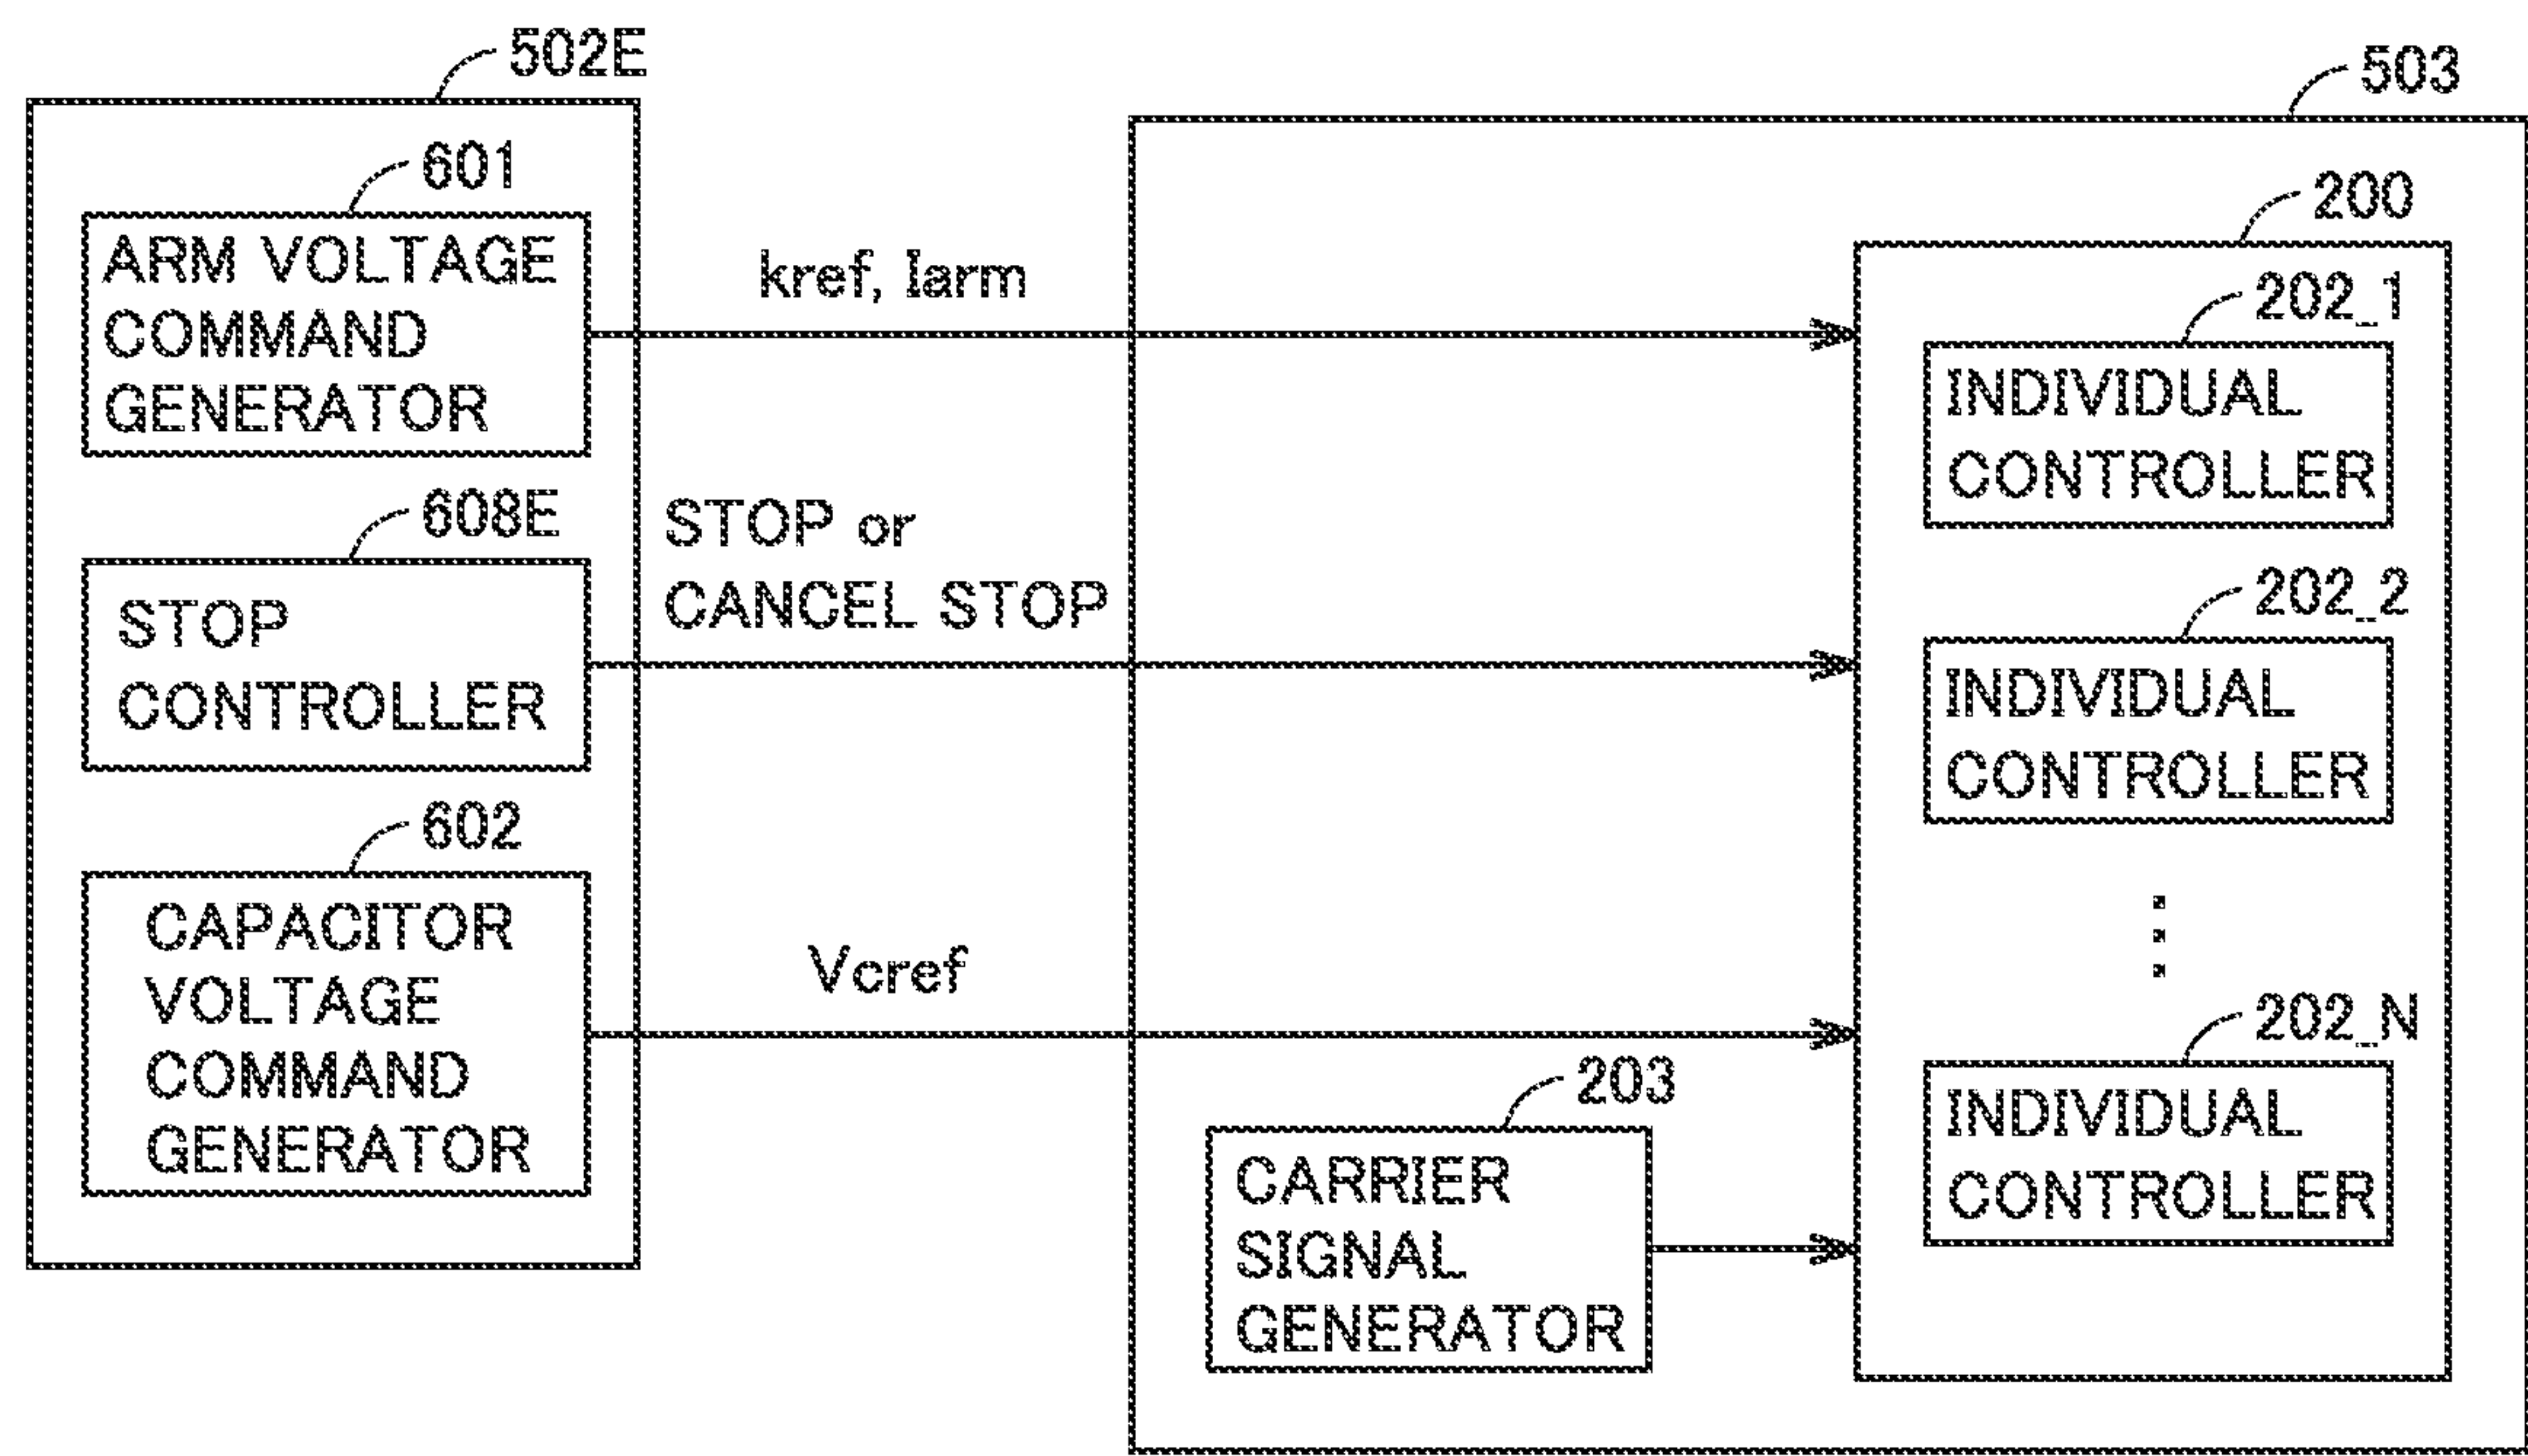 502E
601
ARM VOLTAGE
COMMAND
GENERATOR
608E
STOP
CONTROLLER
602
CAPACITOR
VOLTAGE
COMMAND
GENERATOR
kref, Iarm
STOP or
CANCEL STOP
Vcref
503
203
CARRIER
SIGNAL
GENERATOR
200
202_1
INDIVIDUAL
CONTROLLER
202_2
INDIVIDUAL
CONTROLLER
202_N
INDIVIDUAL
CONTROLLER